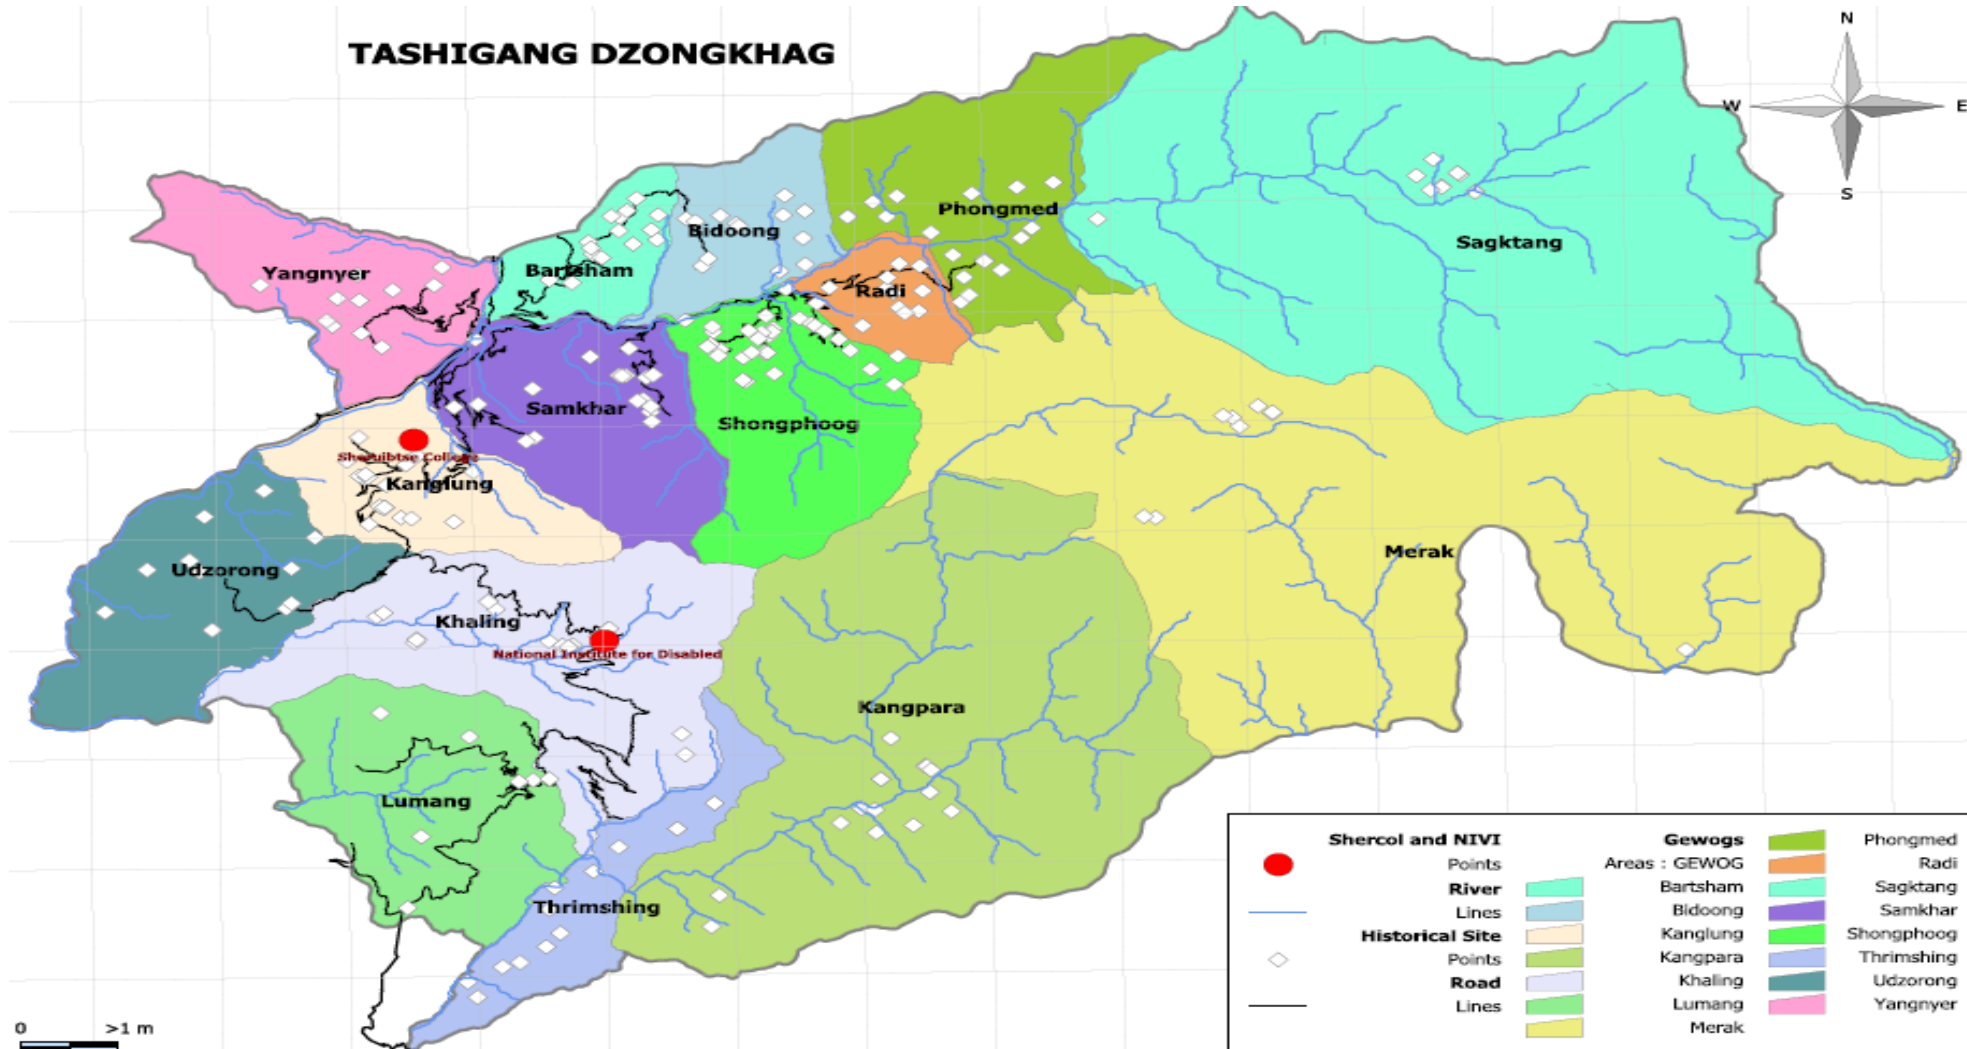 TASHIGANG DZONGKHAG
N
W
E
S
Phongmed
Sagktang
Bidoong
Yangnyer
Bartsham
Radi
Samkhar
Shongphoog
Sherubtse College
Kanglung
Merak
Udzorong
Khaling
National Institute for Disabled
Kangpara
Lumang
Thrimshing
Shercol and NIVI
Points
River
Lines
Historical Site
Points
Road
Lines
Gewogs
Areas : GEWOG
Bartsham
Bidoong
Kanglung
Kangpara
Khaling
Lumang
Merak
Phongmed
Radi
Sagktang
Samkhar
Shongphoog
Thrimshing
Udzorong
Yangnyer
0 >1 m